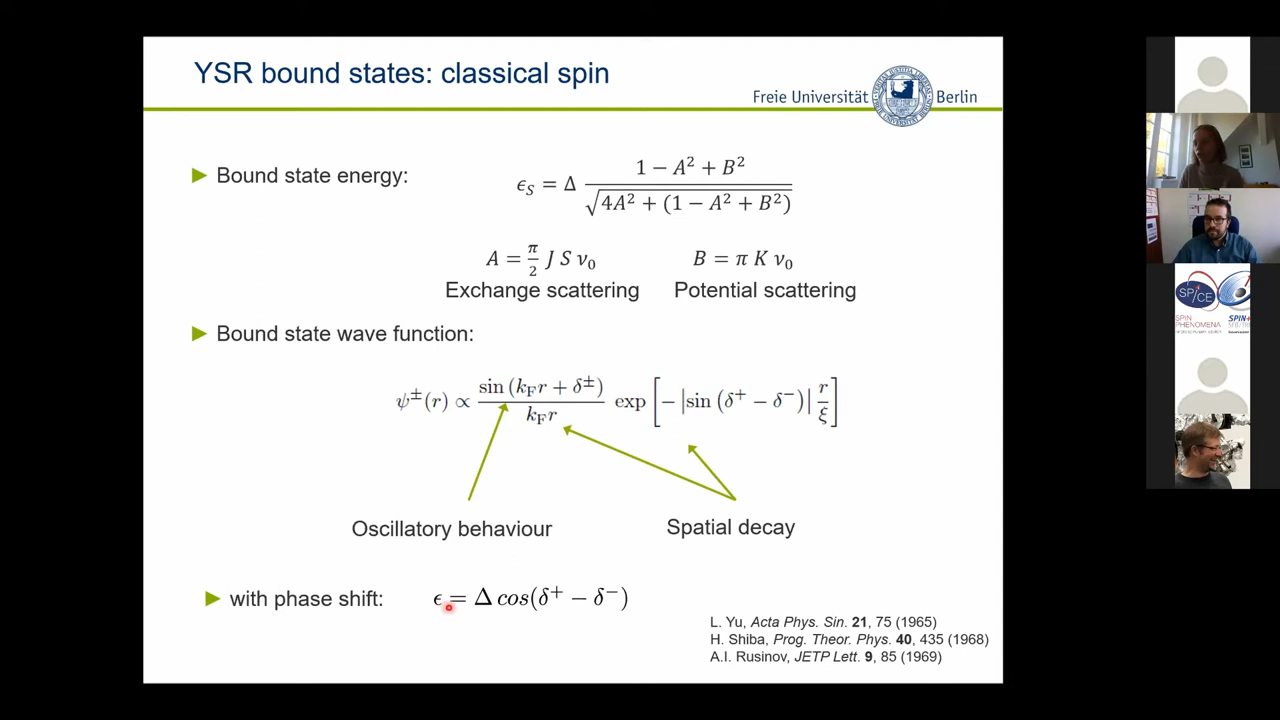 YSR bound states: classical spin
Freie Universität Berlin
► Bound state energy:
ϵ_S = Δ (1 − A² + B²) / √(4A² + (1 − A² + B²))
A = π/2 J S ν₀
B = π K ν₀
Exchange scattering
Potential scattering
► Bound state wave function:
ψ±(r) ∝ sin (k_F r + δ±) / k_F r exp [− |sin (δ⁺ − δ⁻)| r/ξ]
Oscillatory behaviour
Spatial decay
► with phase shift:
ϵ = Δ cos(δ⁺ − δ⁻)
L. Yu, Acta Phys. Sin. 21, 75 (1965)
H. Shiba, Prog. Theor. Phys. 40, 435 (1968)
A.I. Rusinov, JETP Lett. 9, 85 (1969)
SPICE
SPIN
PHENOMENA
SPIN+